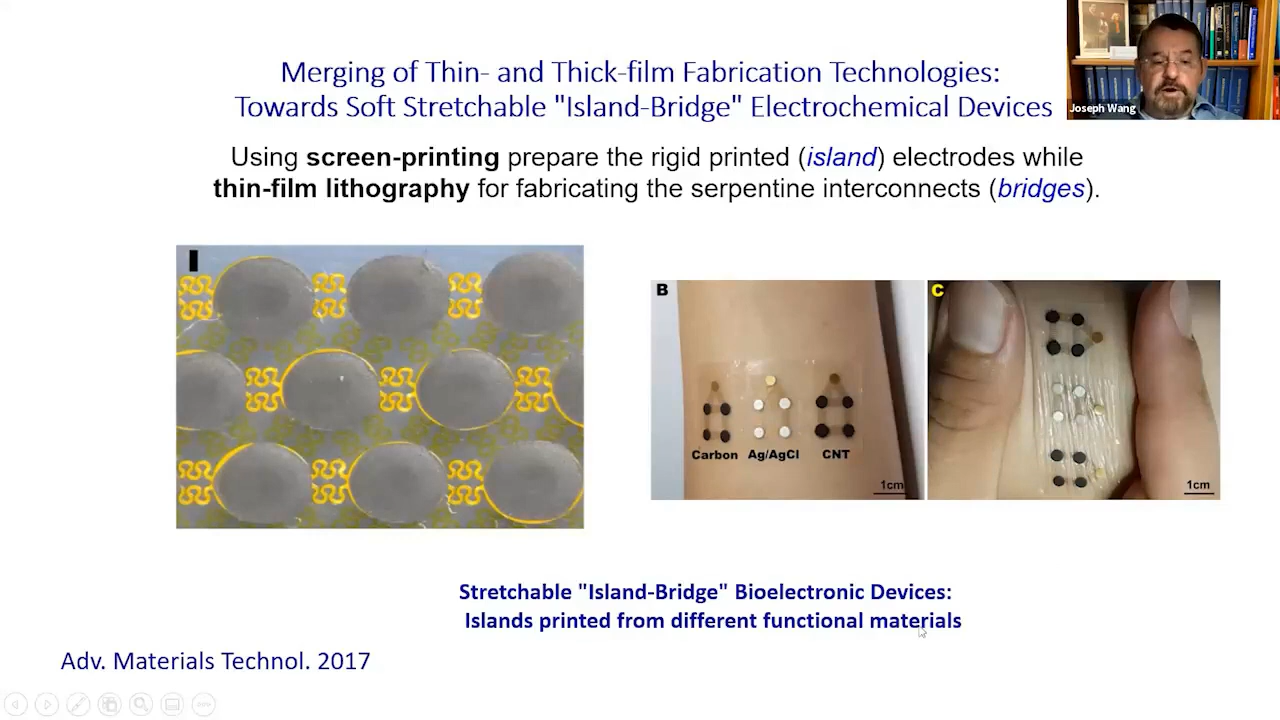 Merging of Thin- and Thick-film Fabrication Technologies:
Towards Soft Stretchable "Island-Bridge" Electrochemical Devices
Joseph Wang
Using screen-printing prepare the rigid printed (island) electrodes while
thin-film lithography for fabricating the serpentine interconnects (bridges).
B
Carbon Ag/AgCl CNT
1cm
C
1cm
Stretchable "Island-Bridge" Bioelectronic Devices:
Islands printed from different functional materials
Adv. Materials Technol. 2017